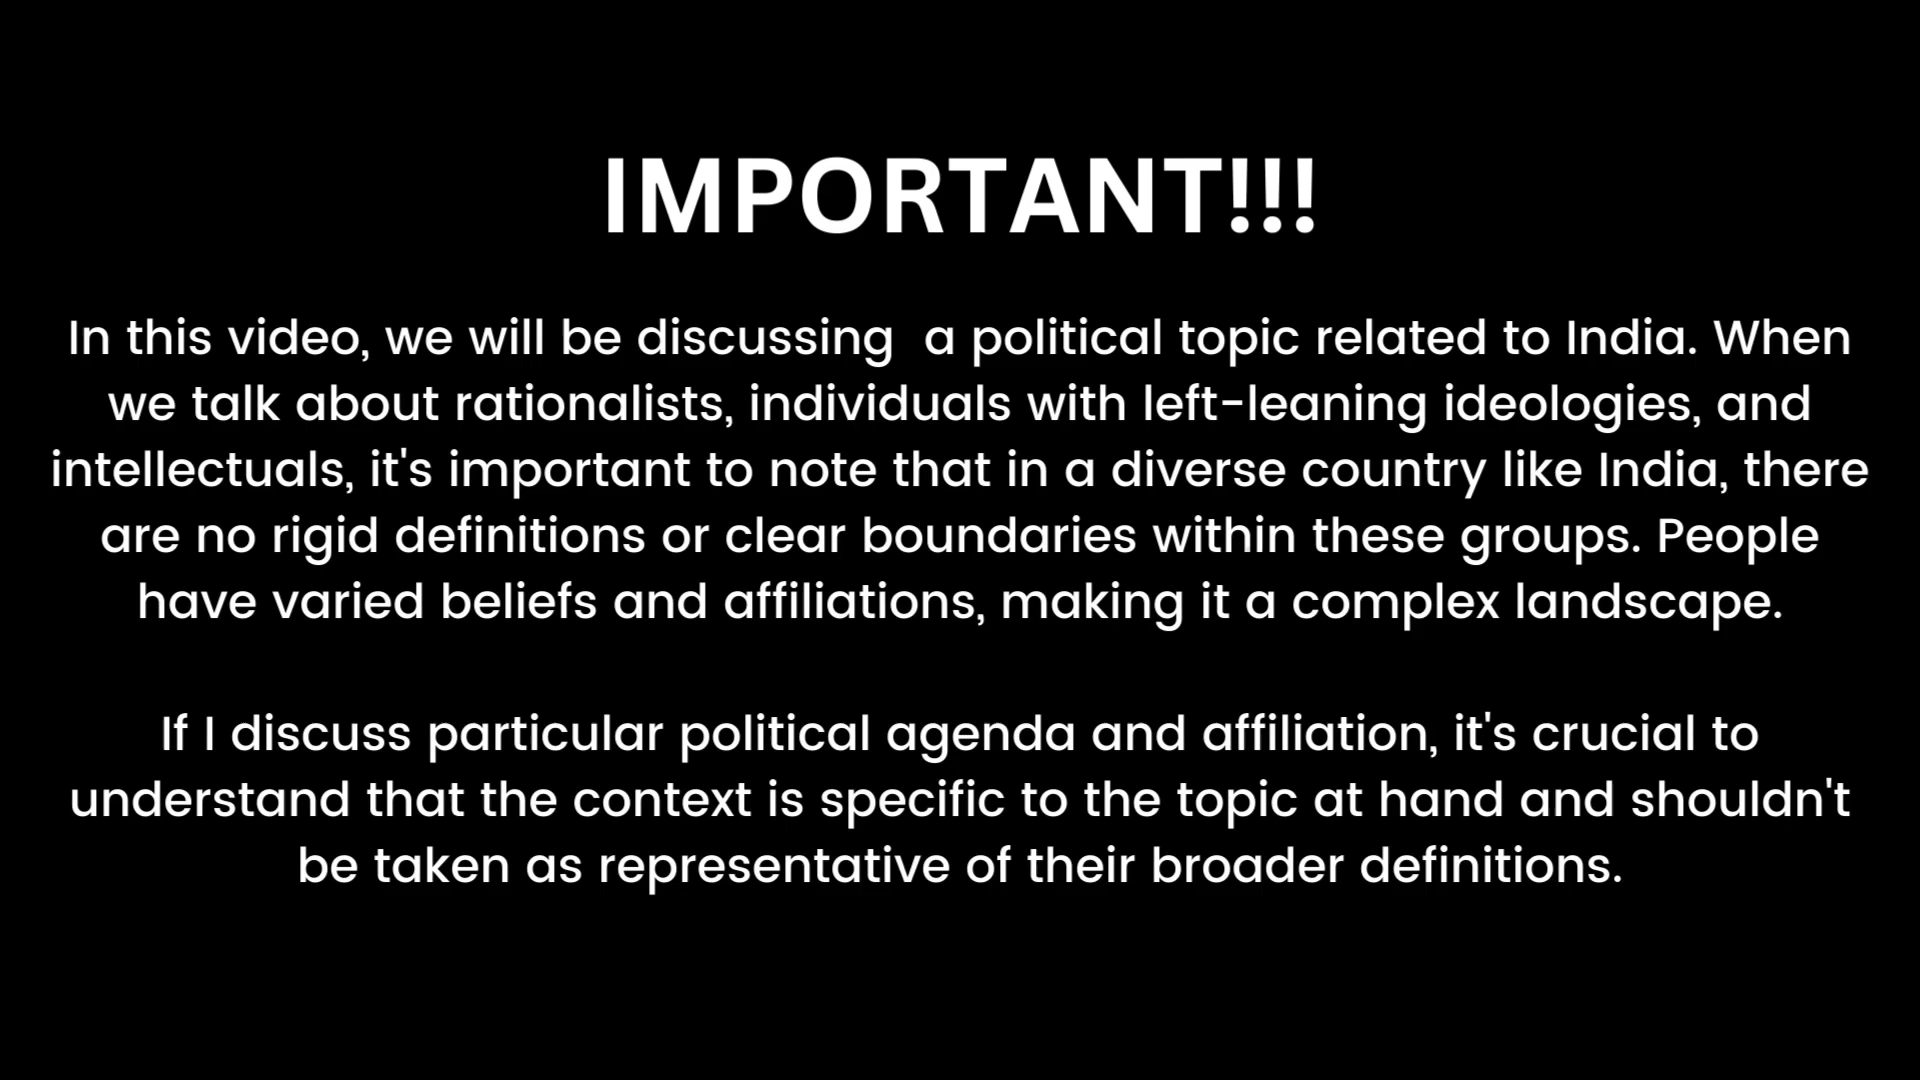 IMPORTANT!!!
In this video, we will be discussing  a political topic related to India. When
we talk about rationalists, individuals with left-leaning ideologies, and
intellectuals, it's important to note that in a diverse country like India, there
are no rigid definitions or clear boundaries within these groups. People
have varied beliefs and affiliations, making it a complex landscape.
If I discuss particular political agenda and affiliation, it's crucial to
understand that the context is specific to the topic at hand and shouldn't
be taken as representative of their broader definitions.